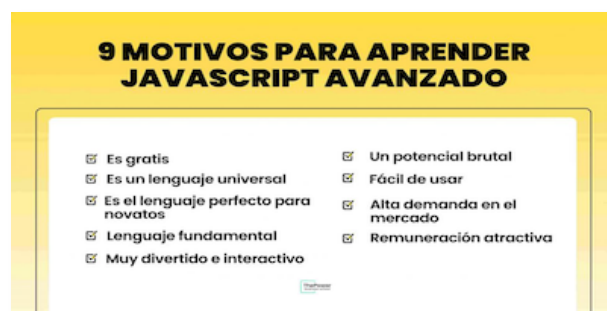 9 MOTIVOS PARA APRENDER
JAVASCRIPT AVANZADO
Es gratis
Es un lenguaje universal
Es el lenguaje perfecto para
novatos
Lenguaje fundamental
Muy divertido e interactivo
Un potencial brutal
Fácil de usar
Alta demanda en el
mercado
Remuneración atractiva